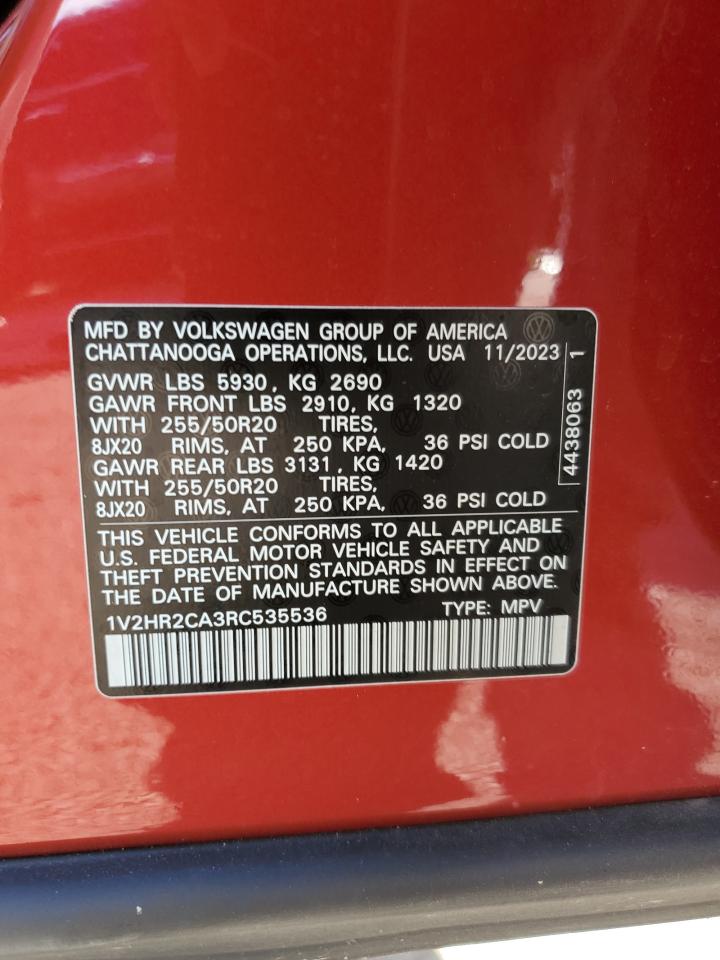 MFD BY VOLKSWAGEN GROUP OF AMERICA
CHATTANOOGA OPERATIONS, LLC. USA 11/2023
GVWR LBS 5930, KG 2690
GAWR FRONT LBS 2910, KG 1320
WITH 255/50R20 TIRES,
8JX20 RIMS, AT 250 KPA, 36 PSI COLD
GAWR REAR LBS 3131, KG 1420
WITH 255/50R20 TIRES,
8JX20 RIMS, AT 250 KPA, 36 PSI COLD
4438063 1
THIS VEHICLE CONFORMS TO ALL APPLICABLE
U.S. FEDERAL MOTOR VEHICLE SAFETY AND
THEFT PREVENTION STANDARDS IN EFFECT ON
THE DATE OF MANUFACTURE SHOWN ABOVE.
1V2HR2CA3RC535536 TYPE: MPV